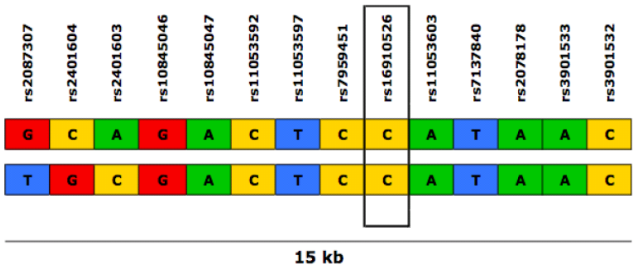 rs2087307 rs2401604 rs2401603 rs10845046 rs10845047 rs11053592 rs11053597 rs7959451 rs16910526 rs11053603 rs7137840 rs2078178 rs3901533 rs3901532
G C A G A C T C C A T A A C
T G C G A C T C C A T A A C
15 kb